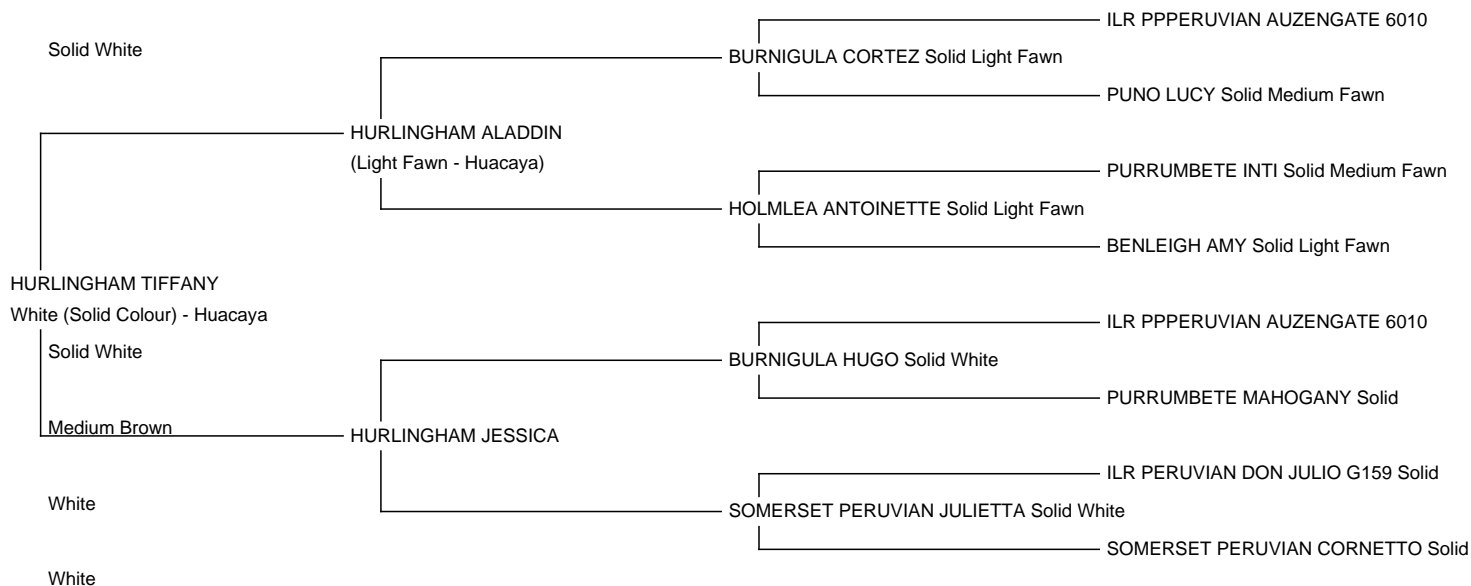 ILR PPPERUVIAN AUZENGATE 6010
Solid White
BURNIGULA CORTEZ Solid Light Fawn
PUNO LUCY Solid Medium Fawn
HURLINGHAM ALADDIN
(Light Fawn - Huacaya)
PURRUMBETE INTI Solid Medium Fawn
HOLMLEA ANTOINETTE Solid Light Fawn
BENLEIGH AMY Solid Light Fawn
HURLINGHAM TIFFANY
White (Solid Colour) - Huacaya
ILR PPPERUVIAN AUZENGATE 6010
Solid White
BURNIGULA HUGO Solid White
PURRUMBETE MAHOGANY Solid
Medium Brown
HURLINGHAM JESSICA
ILR PERUVIAN DON JULIO G159 Solid
White
SOMERSET PERUVIAN JULIETTA Solid White
SOMERSET PERUVIAN CORNETTO Solid
White